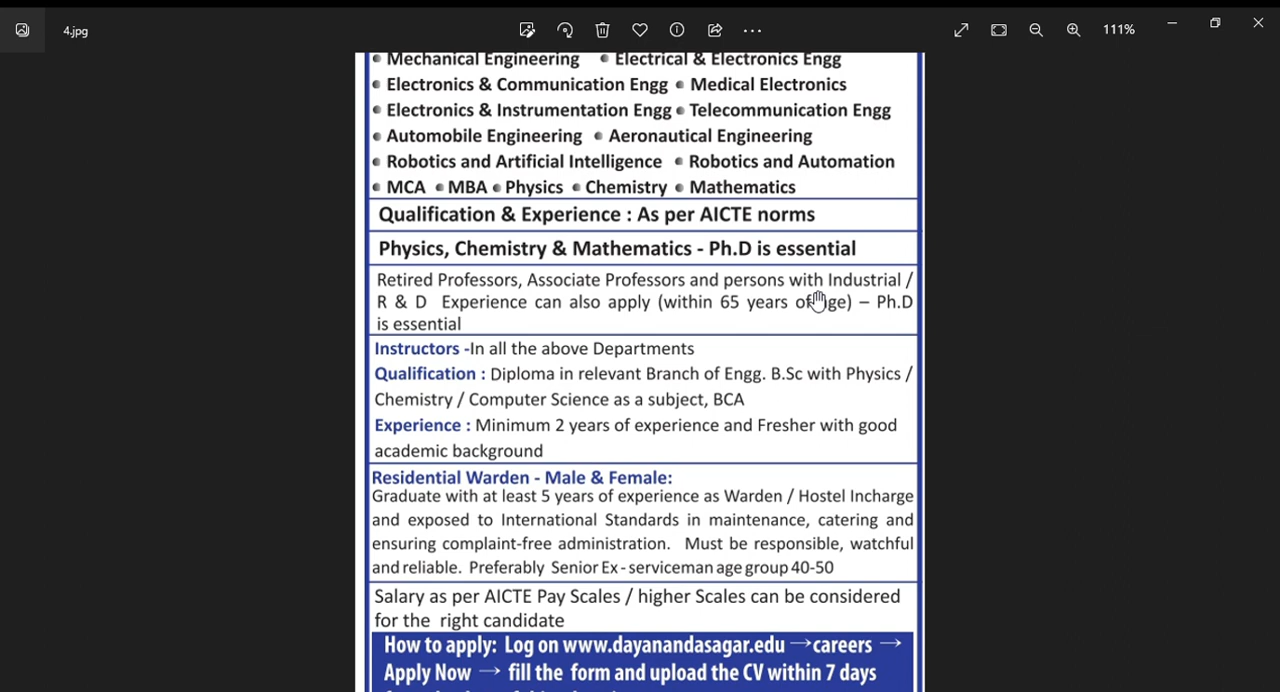 4.jpg
111%
• Mechanical Engineering • Electrical & Electronics Engg
• Electronics & Communication Engg • Medical Electronics
• Electronics & Instrumentation Engg • Telecommunication Engg
• Automobile Engineering • Aeronautical Engineering
• Robotics and Artificial Intelligence • Robotics and Automation
• MCA • MBA • Physics • Chemistry • Mathematics
Qualification & Experience : As per AICTE norms
Physics, Chemistry & Mathematics - Ph.D is essential
Retired Professors, Associate Professors and persons with Industrial /
R & D Experience can also apply (within 65 years of age) – Ph.D
is essential
Instructors -In all the above Departments
Qualification : Diploma in relevant Branch of Engg. B.Sc with Physics /
Chemistry / Computer Science as a subject, BCA
Experience : Minimum 2 years of experience and Fresher with good
academic background
Residential Warden - Male & Female:
Graduate with at least 5 years of experience as Warden / Hostel Incharge
and exposed to International Standards in maintenance, catering and
ensuring complaint-free administration. Must be responsible, watchful
and reliable. Preferably Senior Ex - serviceman age group 40-50
Salary as per AICTE Pay Scales / higher Scales can be considered
for the right candidate
How to apply: Log on www.dayanandasagar.edu → careers →
Apply Now → fill the form and upload the CV within 7 days